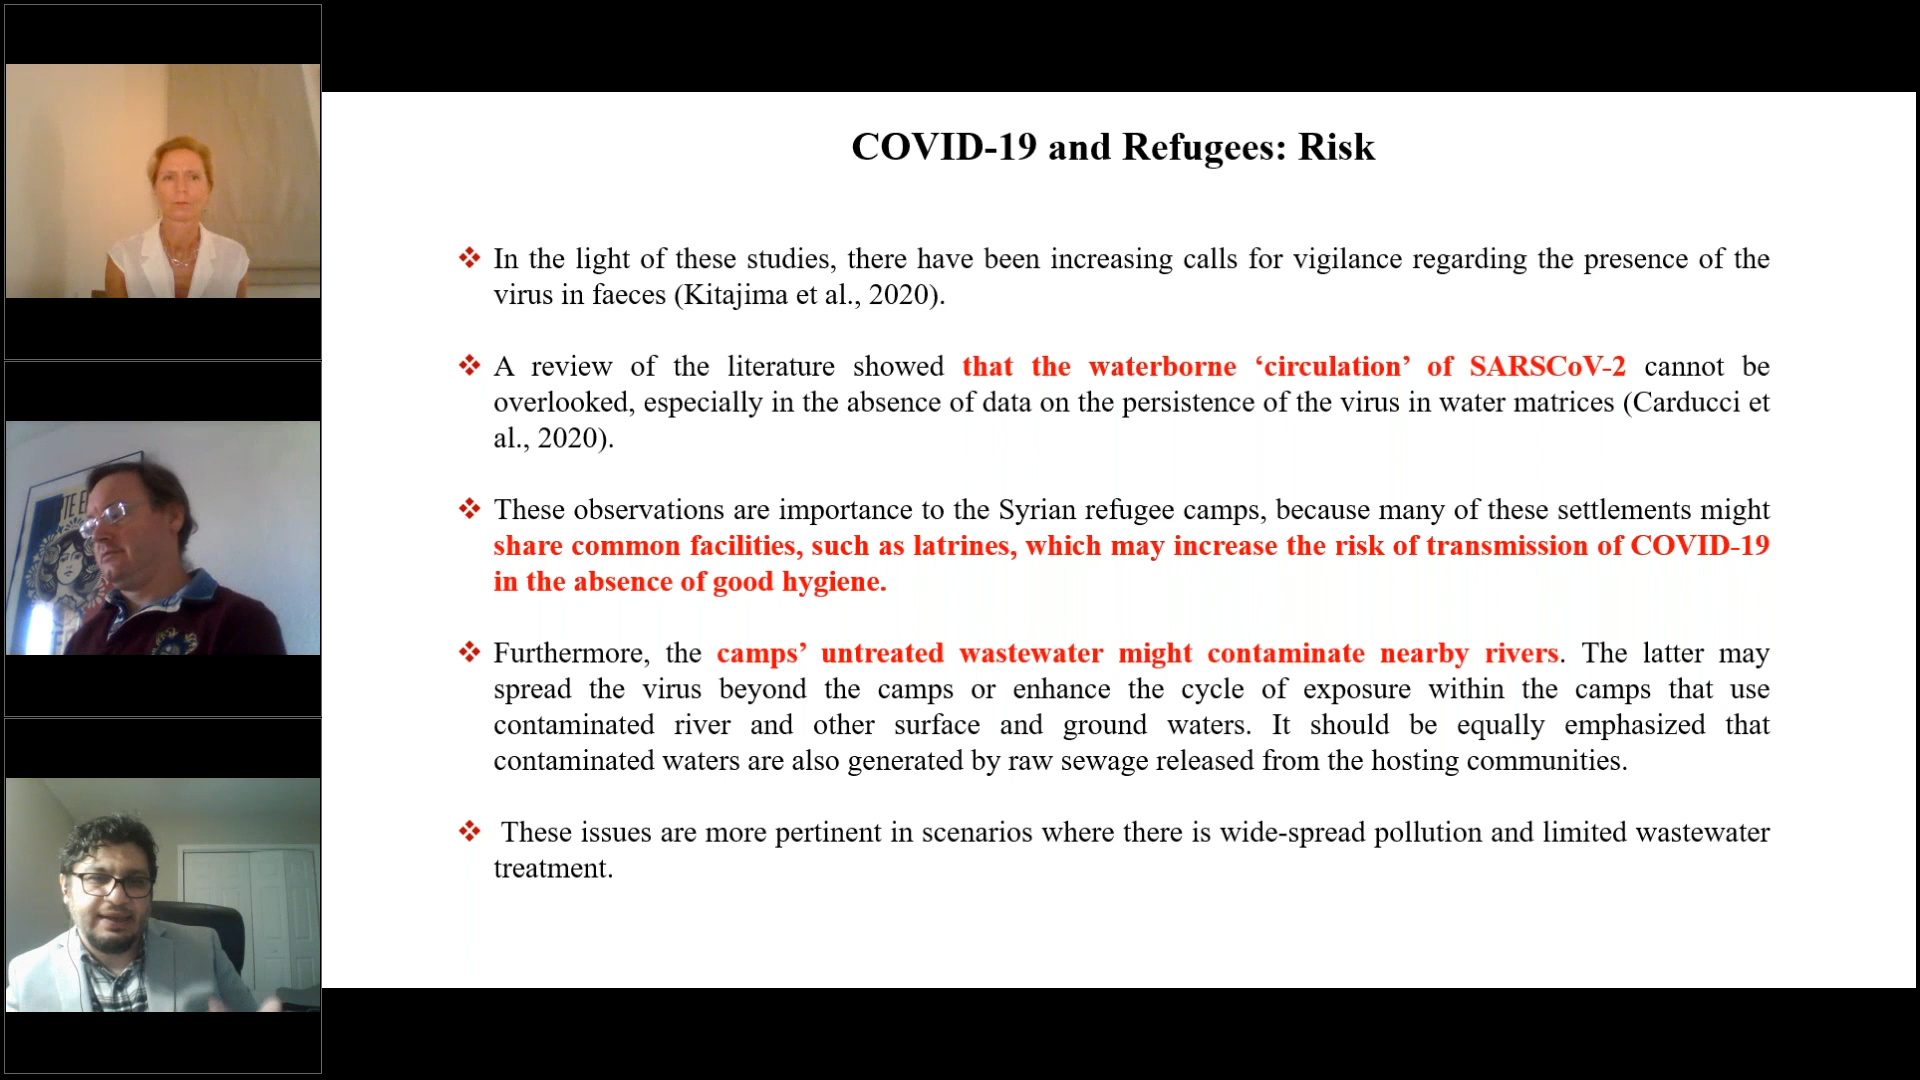 COVID-19 and Refugees: Risk
In the light of these studies, there have been increasing calls for vigilance regarding the presence of the
virus in faeces (Kitajima et al., 2020).
A review of the literature showed that the waterborne ‘circulation’ of SARSCoV-2 cannot be
overlooked, especially in the absence of data on the persistence of the virus in water matrices (Carducci et
al., 2020).
These observations are importance to the Syrian refugee camps, because many of these settlements might
share common facilities, such as latrines, which may increase the risk of transmission of COVID-19
in the absence of good hygiene.
Furthermore, the camps’ untreated wastewater might contaminate nearby rivers. The latter may
spread the virus beyond the camps or enhance the cycle of exposure within the camps that use
contaminated river and other surface and ground waters. It should be equally emphasized that
contaminated waters are also generated by raw sewage released from the hosting communities.
These issues are more pertinent in scenarios where there is wide-spread pollution and limited wastewater
treatment.